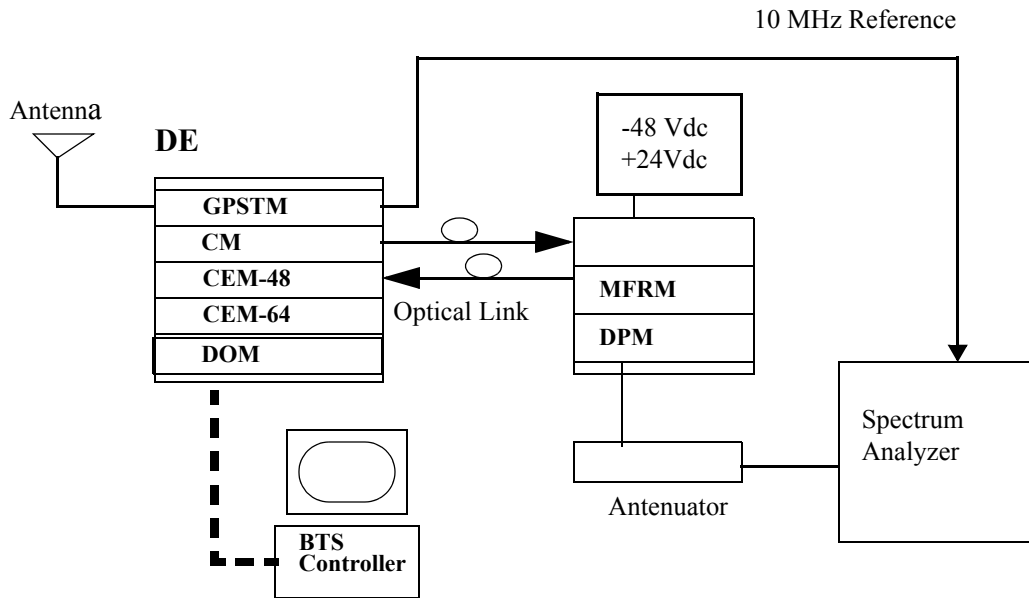 10 MHz Reference
Antenna
DE
-48 Vdc
+24Vdc
GPSTM
CM
CEM-48
CEM-64
DOM
Optical Link
MFRM
DPM
Spectrum
Analyzer
Antenuator
BTS
Controller